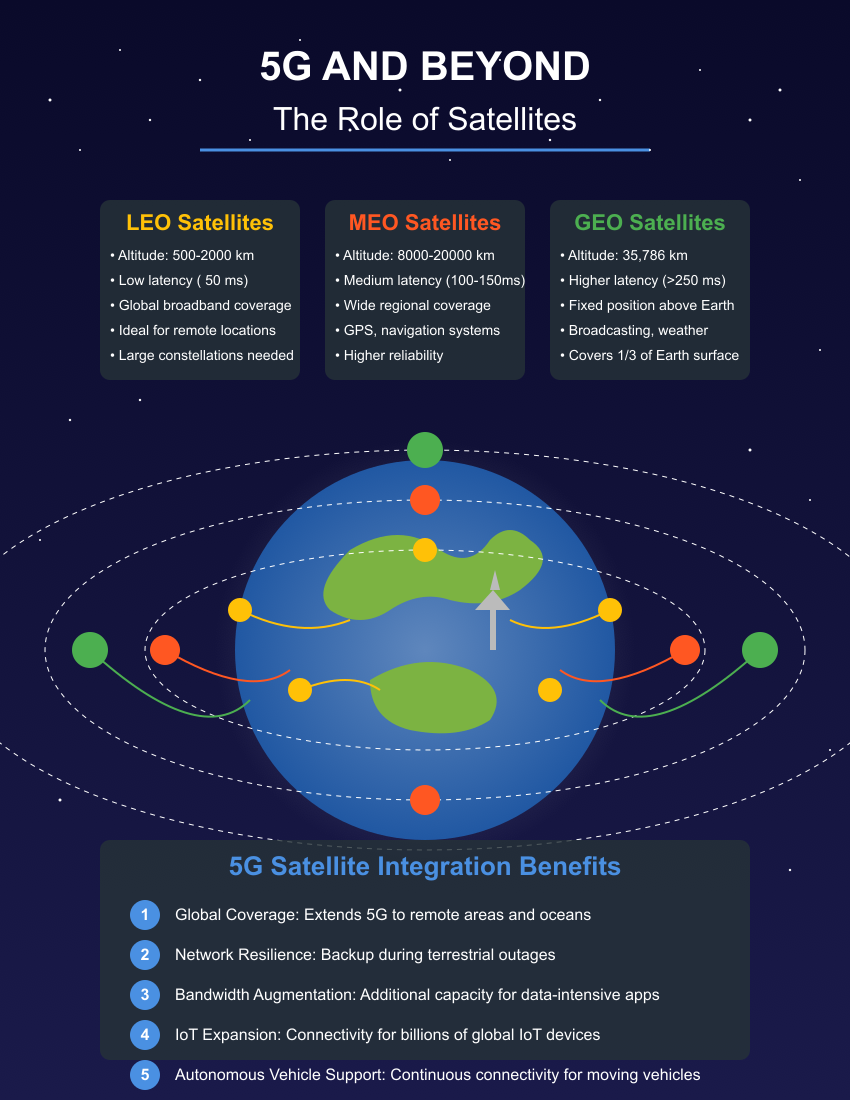 5G AND BEYOND
The Role of Satellites
LEO Satellites
• Altitude: 500-2000 km
• Low latency ( 50 ms)
• Global broadband coverage
• Ideal for remote locations
• Large constellations needed
MEO Satellites
• Altitude: 8000-20000 km
• Medium latency (100-150ms)
• Wide regional coverage
• GPS, navigation systems
• Higher reliability
GEO Satellites
• Altitude: 35,786 km
• Higher latency (>250 ms)
• Fixed position above Earth
• Broadcasting, weather
• Covers 1/3 of Earth surface
5G Satellite Integration Benefits
1 Global Coverage: Extends 5G to remote areas and oceans
2 Network Resilience: Backup during terrestrial outages
3 Bandwidth Augmentation: Additional capacity for data-intensive apps
4 IoT Expansion: Connectivity for billions of global IoT devices
5 Autonomous Vehicle Support: Continuous connectivity for moving vehicles